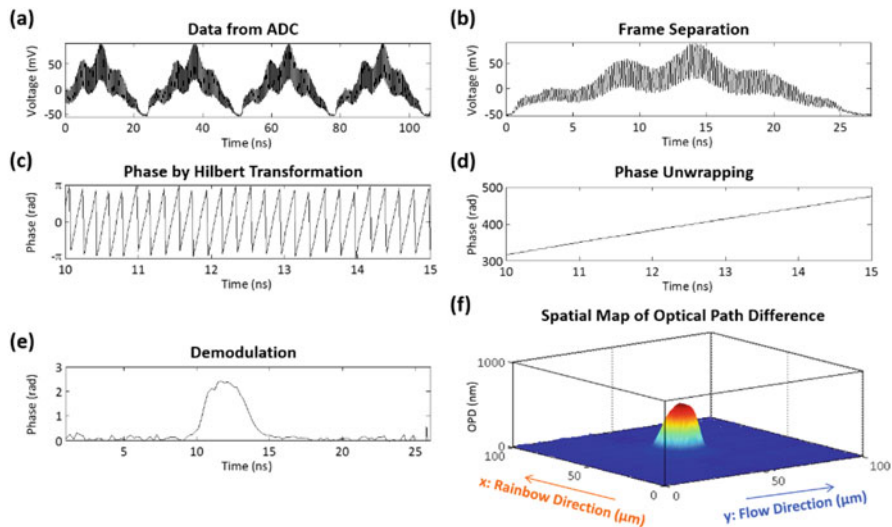 (a)
Data from ADC
Voltage (mV)
50
0
-50
0 20 40 60 80 100
Time (ns)
(b)
Frame Separation
Voltage (mV)
50
0
-50
0 5 10 15 20 25
Time (ns)
(c)
Phase by Hilbert Transformation
Phase (rad)
π
0
-π
10 11 12 13 14 15
Time (ns)
(d)
Phase Unwrapping
Phase (rad)
500
400
300
10 11 12 13 14 15
Time (ns)
(e)
Demodulation
Phase (rad)
3
2
1
0
5 10 15 20 25
Time (ns)
(f)
Spatial Map of Optical Path Difference
OPD (nm)
1000
0
100
50
0
0
50
100
x: Rainbow Direction (μm)
y: Flow Direction (μm)